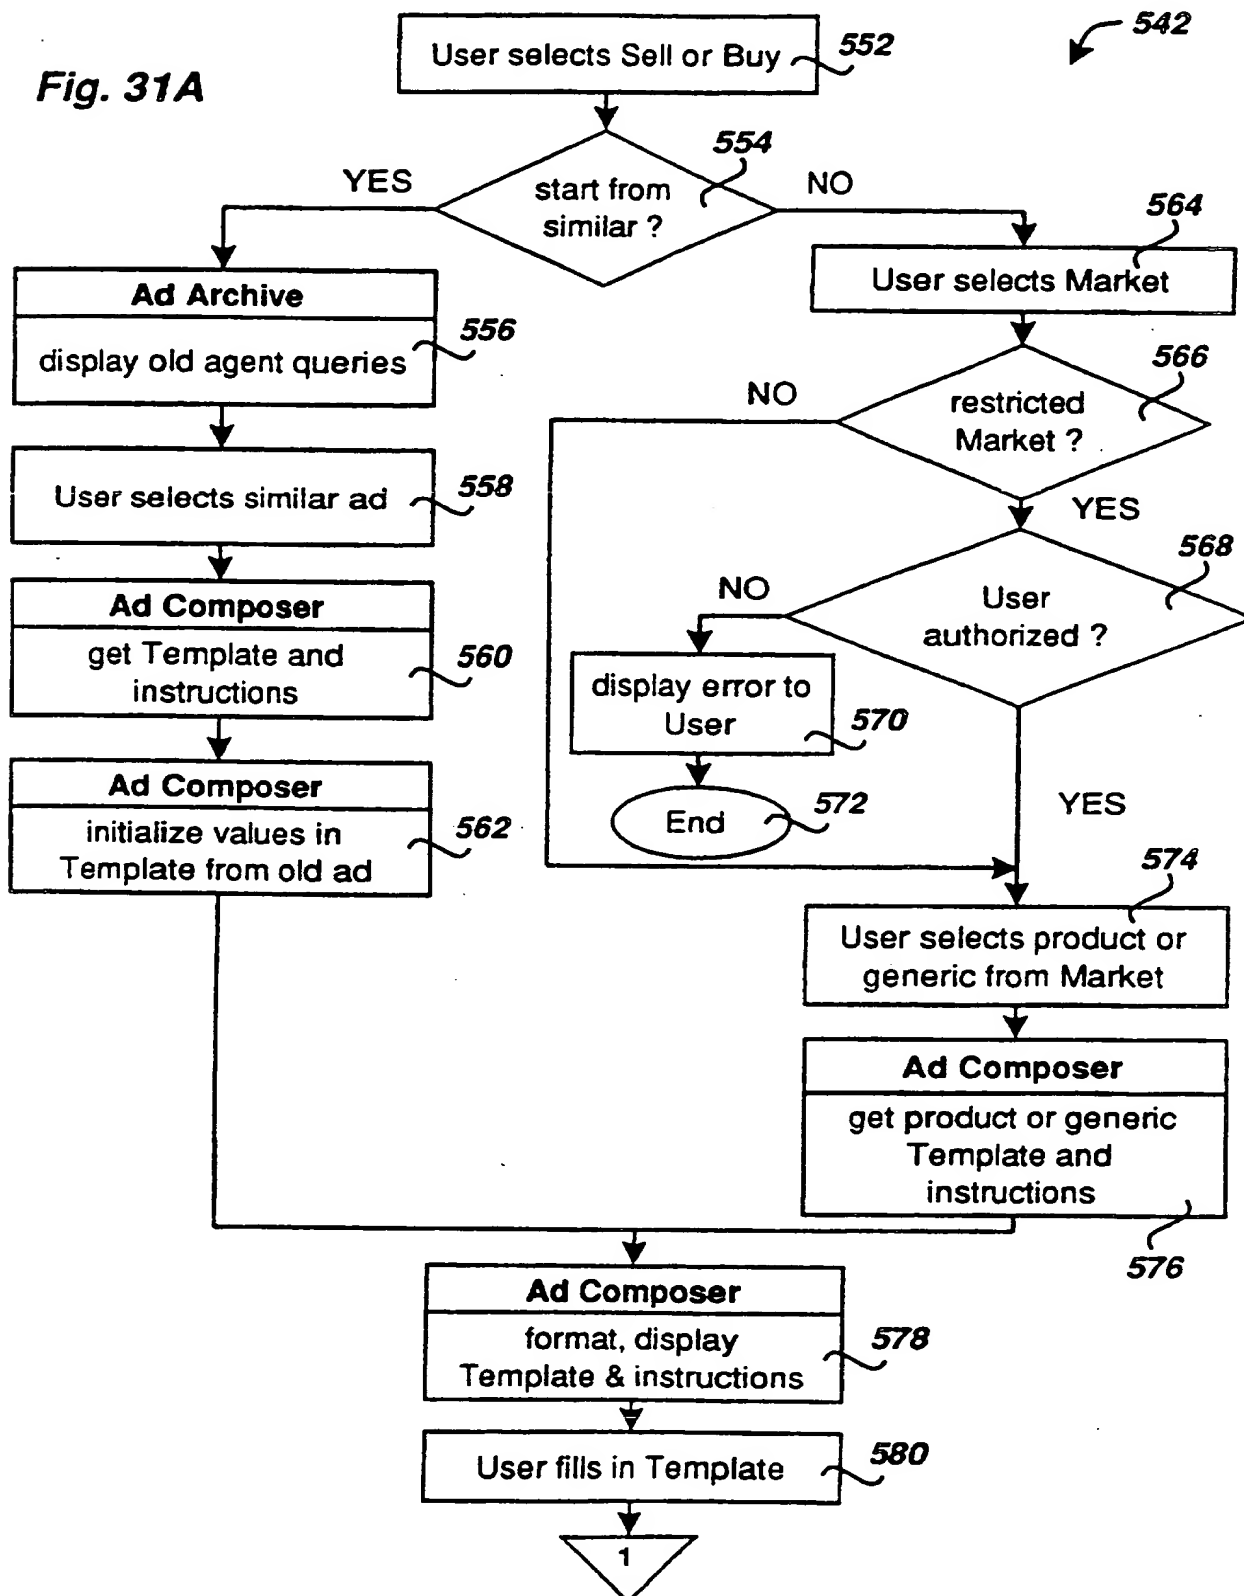 Fig. 31A
542
User selects Sell or Buy
552
554
start from
similar ?
YES
NO
Ad Archive
display old agent queries
556
User selects similar ad
558
Ad Composer
get Template and
instructions
560
Ad Composer
initialize values in
Template from old ad
562
564
User selects Market
566
restricted
Market ?
NO
YES
568
User
authorized ?
NO
display error to
User
570
End
572
YES
574
User selects product or
generic from Market
Ad Composer
get product or generic
Template and
instructions
576
Ad Composer
format, display
Template & instructions
578
User fills in Template
580
1